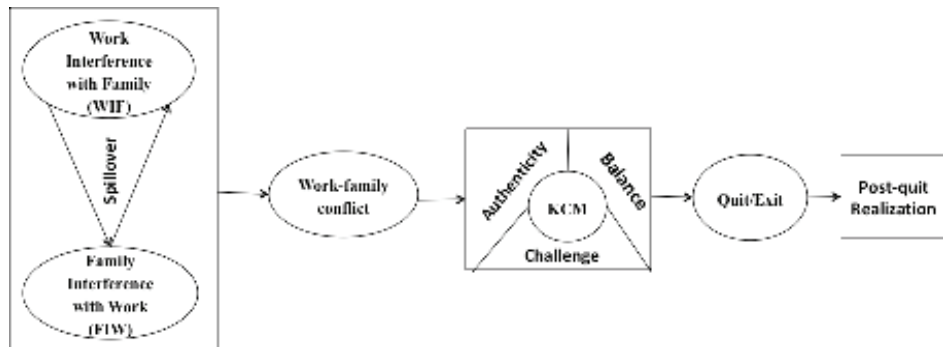 Work
Interference
with Family
(WIF)
Spillover
Family
Interference
with Work
(FIW)
Work-family
conflict
Authenticity
Balance
KCM
Challenge
Quit/Exit
Post-quit
Realization